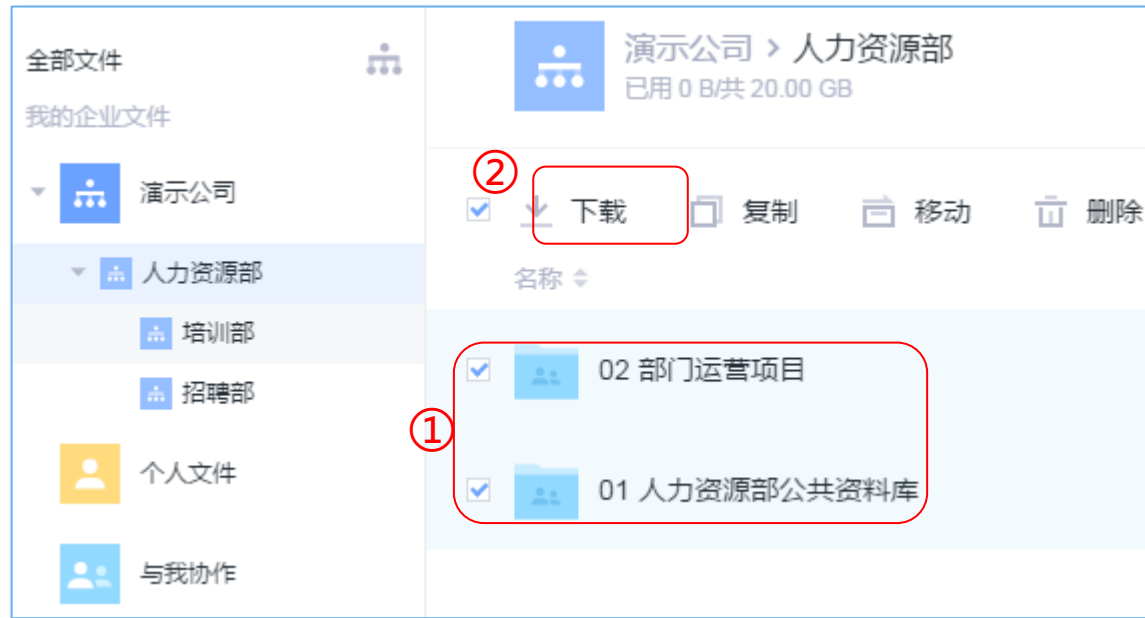 全部文件
我的企业文件
演示公司
人力资源部
培训部
招聘部
个人文件
与我协作
演示公司 > 人力资源部
已用 0 B/共 20.00 GB
②
下载 复制 移动 删除
名称
①
02 部门运营项目
01 人力资源部公共资料库